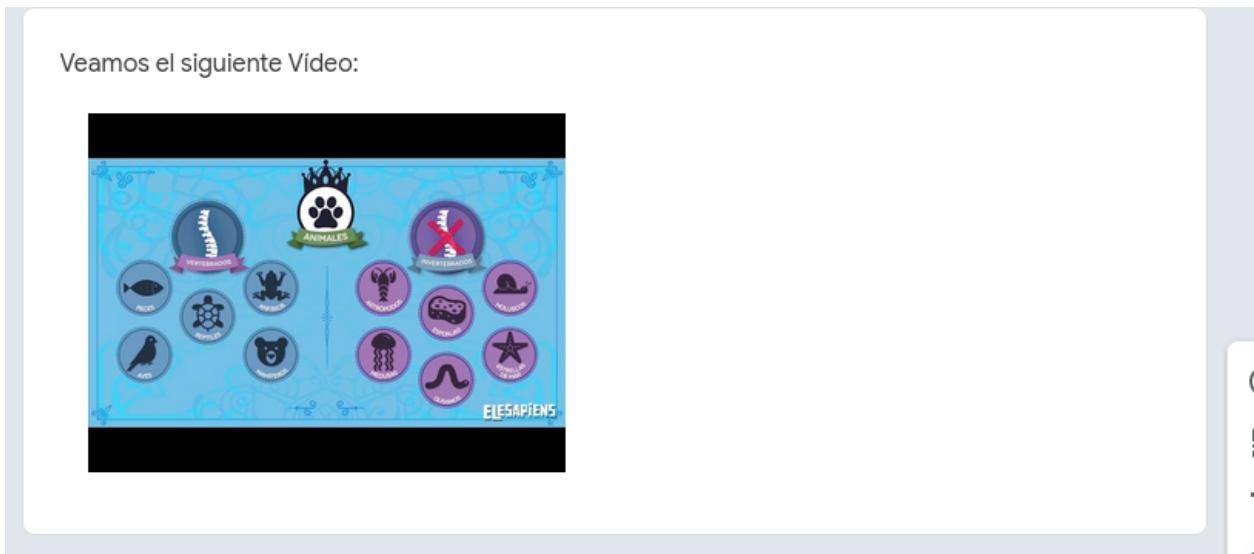 Veamos el siguiente Vídeo:
ANIMALES
VERTEBRADOS
INVERTEBRADOS
PECES
ANFIBIOS
REPTILES
AVES
MAMÍFEROS
ARTRÓPODOS
MOLUSCOS
ESPONJAS
MEDUSAS
ESTRELLAS
DE MAR
GUSANOS
ELESAPiENS